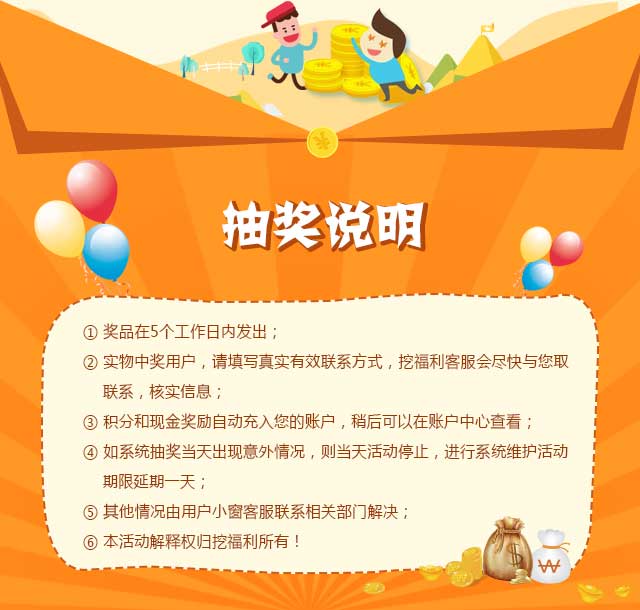 抽奖说明
① 奖品在5个工作日内发出；
② 实物中奖用户，请填写真实有效联系方式，挖福利客服会尽快与您取
联系，核实信息；
③ 积分和现金奖励自动充入您的账户，稍后可以在账户中心查看；
④ 如系统抽奖当天出现意外情况，则当天活动停止，进行系统维护活动
期限延期一天；
⑤ 其他情况由用户小窗客服联系相关部门解决；
⑥ 本活动解释权归挖福利所有！